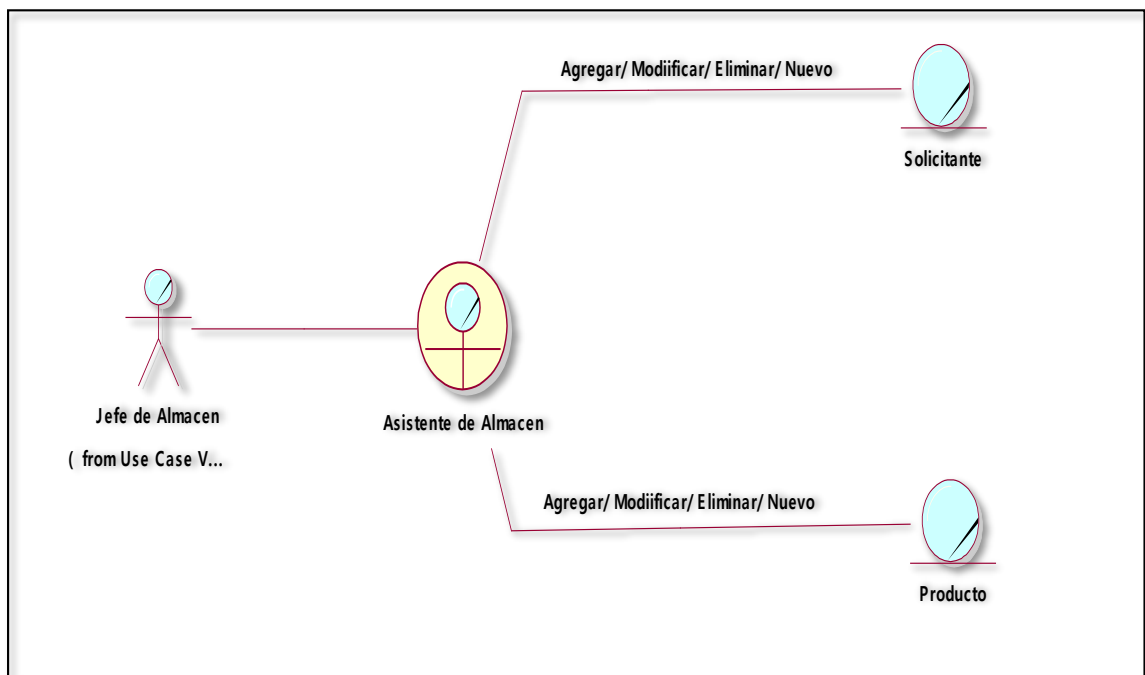 Agregar/ Modiificar/ Eliminar/ Nuevo
Solicitante
Jefe de Almacen
( from Use Case V...
Asistente de Almacen
Agregar/ Modiificar/ Eliminar/ Nuevo
Producto